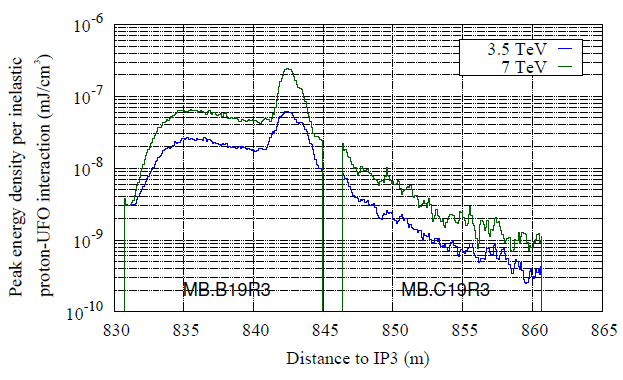 Peak energy density per inelastic
proton-UFO interaction (mJ/cm³)
10⁻⁶
10⁻⁷
10⁻⁸
10⁻⁹
10⁻¹⁰
3.5 TeV
7 TeV
MB.B19R3 MB.C19R3
830 835 840 845 850 855 860 865
Distance to IP3 (m)